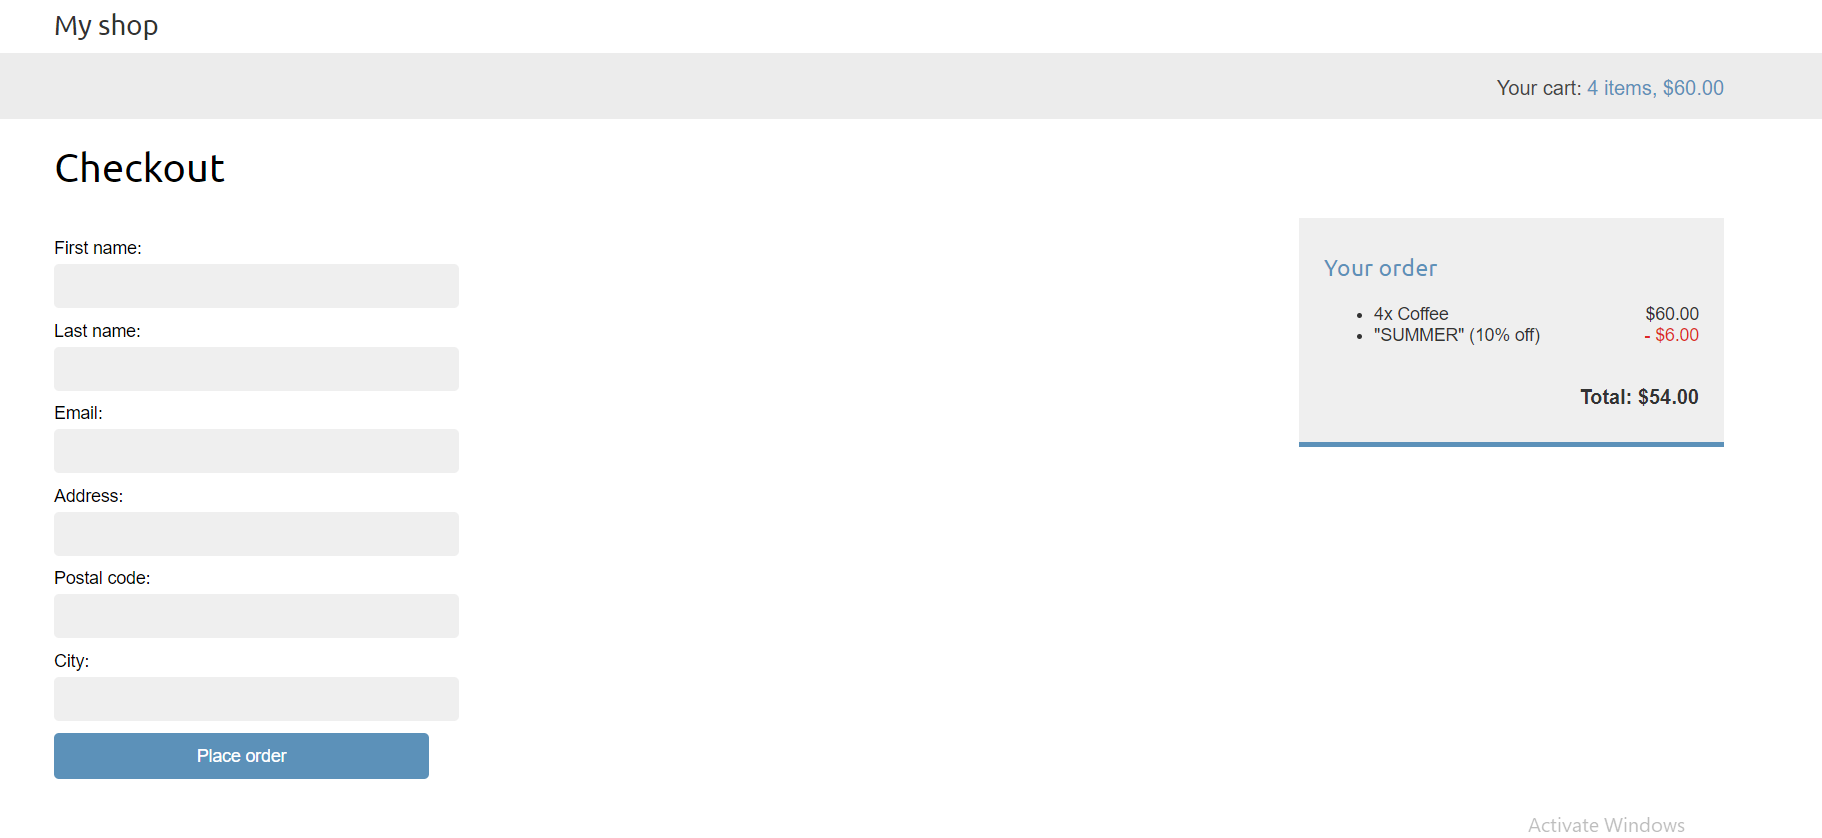 My shop
Your cart: 4 items, $60.00
Checkout
First name:
Last name:
Email:
Address:
Postal code:
City:
Place order
Your order
4x Coffee $60.00
"SUMMER" (10% off) - $6.00
Total: $54.00
Activate Windows